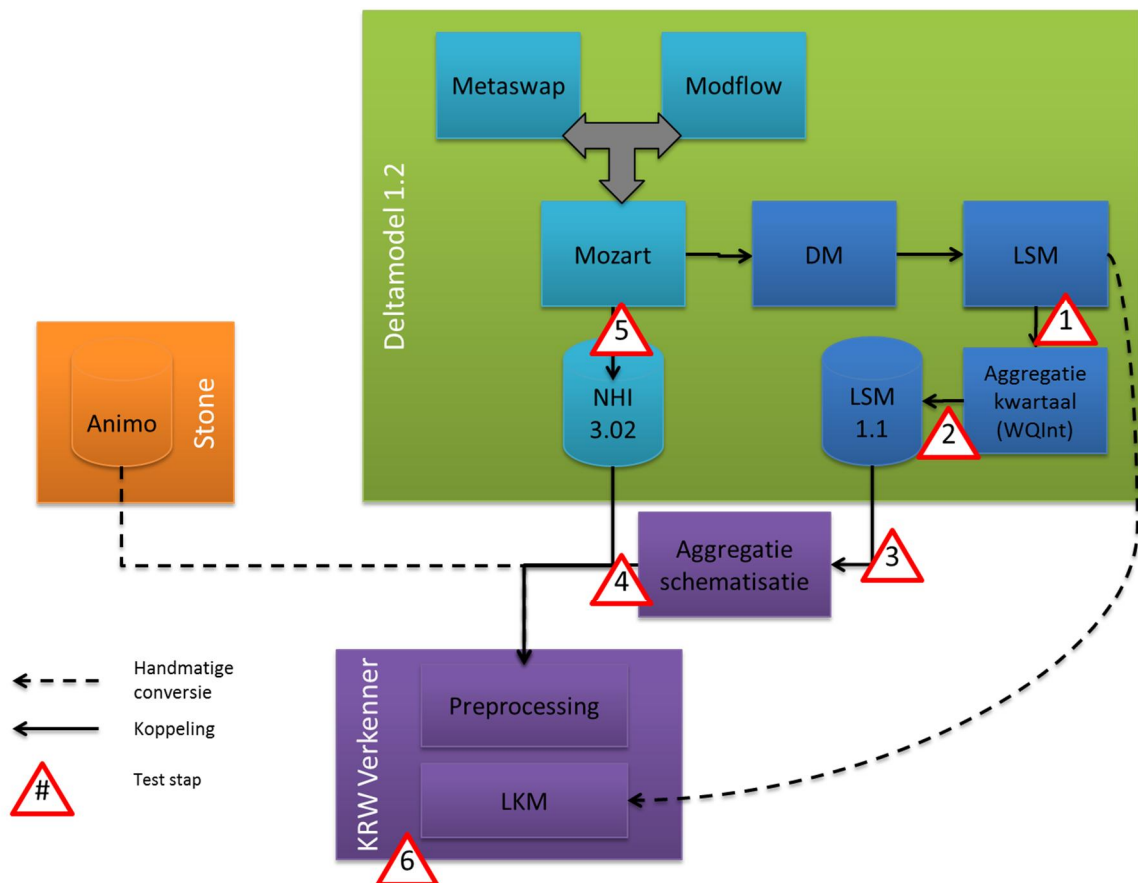 Deltamodel 1.2
Metaswap
Modflow
Mozart
DM
LSM
5
1
NHI
3.02
LSM
1.1
2
Aggregatie
kwartaal
(WQInt)
Stone
Animo
4
Aggregatie
schematisatie
3
KRW Verkenner
Preprocessing
LKM
6
Handmatige
conversie
Koppeling
#
Test stap